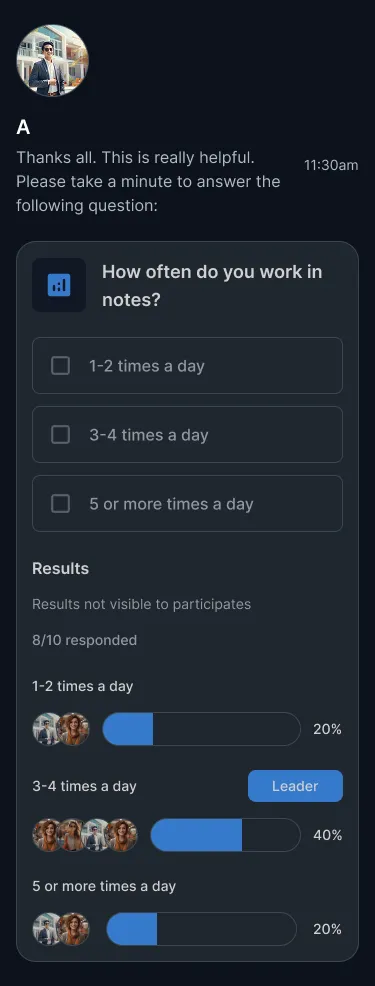 A
Thanks all. This is really helpful.
11:30am
Please take a minute to answer the
following question:
How often do you work in
notes?
1-2 times a day
3-4 times a day
5 or more times a day
Results
Results not visible to participates
8/10 responded
1-2 times a day
20%
3-4 times a day
Leader
40%
5 or more times a day
20%